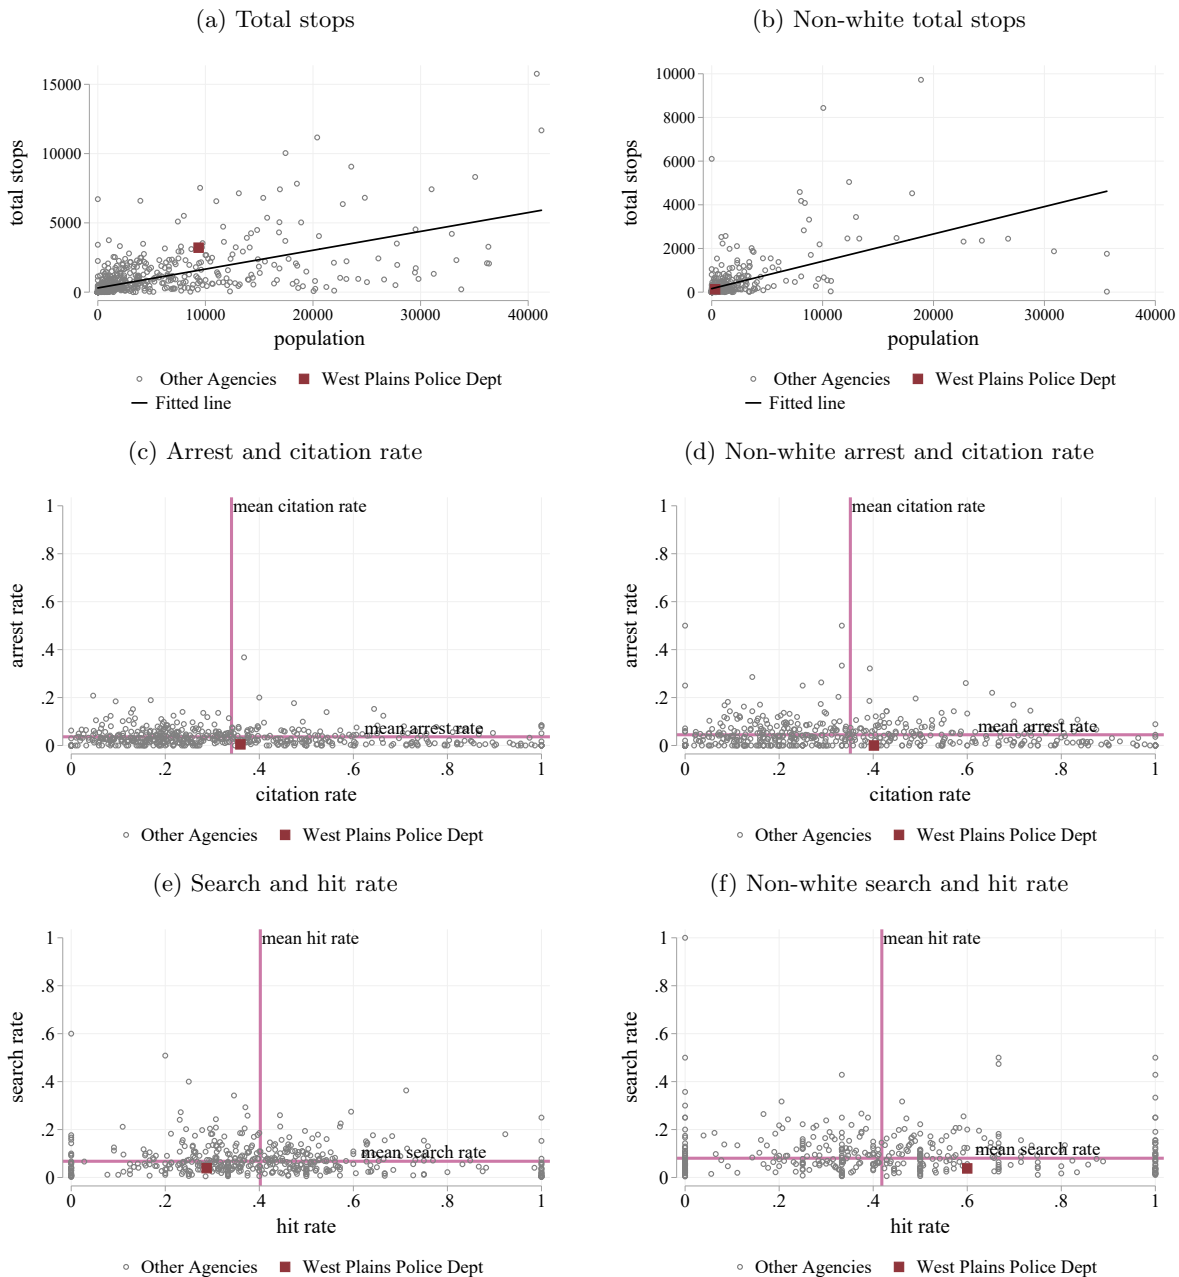 (a) Total stops
total stops
15000
10000
5000
0
0 10000 20000 30000 40000
population
Other Agencies West Plains Police Dept
Fitted line
(b) Non-white total stops
total stops
10000
8000
6000
4000
2000
0
0 10000 20000 30000 40000
population
Other Agencies West Plains Police Dept
Fitted line
(c) Arrest and citation rate
arrest rate
1
.8
.6
.4
.2
0
mean citation rate
mean arrest rate
0 .2 .4 .6 .8 1
citation rate
Other Agencies West Plains Police Dept
(d) Non-white arrest and citation rate
arrest rate
1
.8
.6
.4
.2
0
mean citation rate
mean arrest rate
0 .2 .4 .6 .8 1
citation rate
Other Agencies West Plains Police Dept
(e) Search and hit rate
search rate
1
.8
.6
.4
.2
0
mean hit rate
mean search rate
0 .2 .4 .6 .8 1
hit rate
Other Agencies West Plains Police Dept
(f) Non-white search and hit rate
search rate
1
.8
.6
.4
.2
0
mean hit rate
mean search rate
0 .2 .4 .6 .8 1
hit rate
Other Agencies West Plains Police Dept